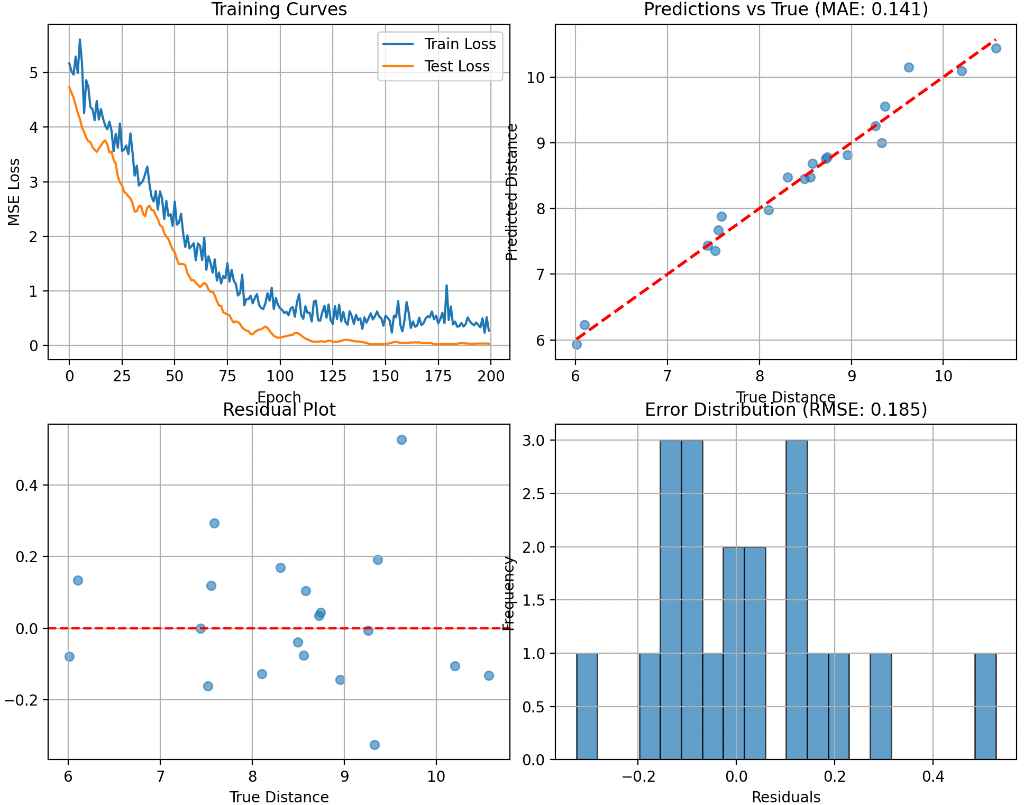 Training Curves
MSE Loss
5
4
3
2
1
0
Train Loss
Test Loss
0 25 50 75 100 125 150 175 200
Epoch
Predictions vs True (MAE: 0.141)
Predicted Distance
10
9
8
7
6
6 7 8 9 10
True Distance
Residual Plot
0.4
0.2
0.0
−0.2
6 7 8 9 10
True Distance
Error Distribution (RMSE: 0.185)
Frequency
3.0
2.5
2.0
1.5
1.0
0.5
0.0
−0.2 0.0 0.2 0.4
Residuals